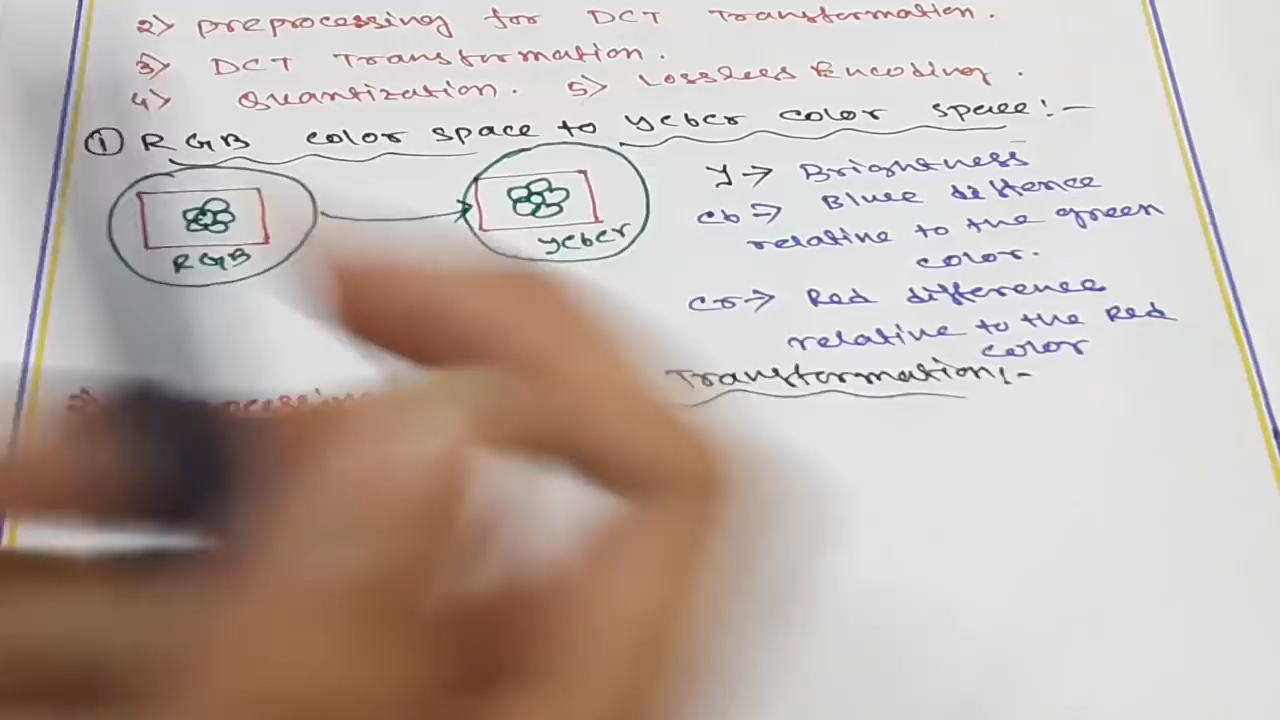 2) preprocessing for DCT Transformation.
3) DCT Transformation.
4) Quantization. 5) Lossless Encoding.
① RGB color space to ycbcr color space:-
RGB
ycbcr
y→ Brightness
cb⇒ Bluee diffence
relative to the green
color.
cr→ Red difference
relative to the Red
color
Transformation:-